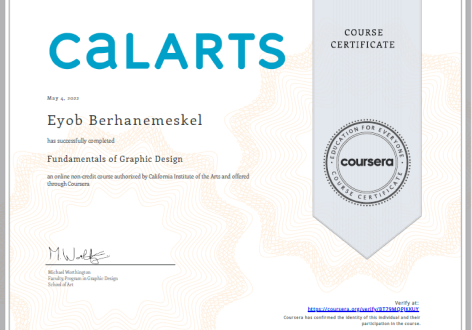 CALARTS
COURSE
CERTIFICATE
May 4, 2022
Eyob Berhanemeskel
has successfully completed
Fundamentals of Graphic Design
an online non-credit course authorized by California Institute of the Arts and offered
through Coursera
EDUCATION FOR EVERYONE
coursera
COURSE CERTIFICATE
Michael Worthington
Faculty, Program in Graphic Design
School of Art
Verify at:
https://coursera.org/verify/
Coursera has confirmed the identity of this individual and their
participation in the course.